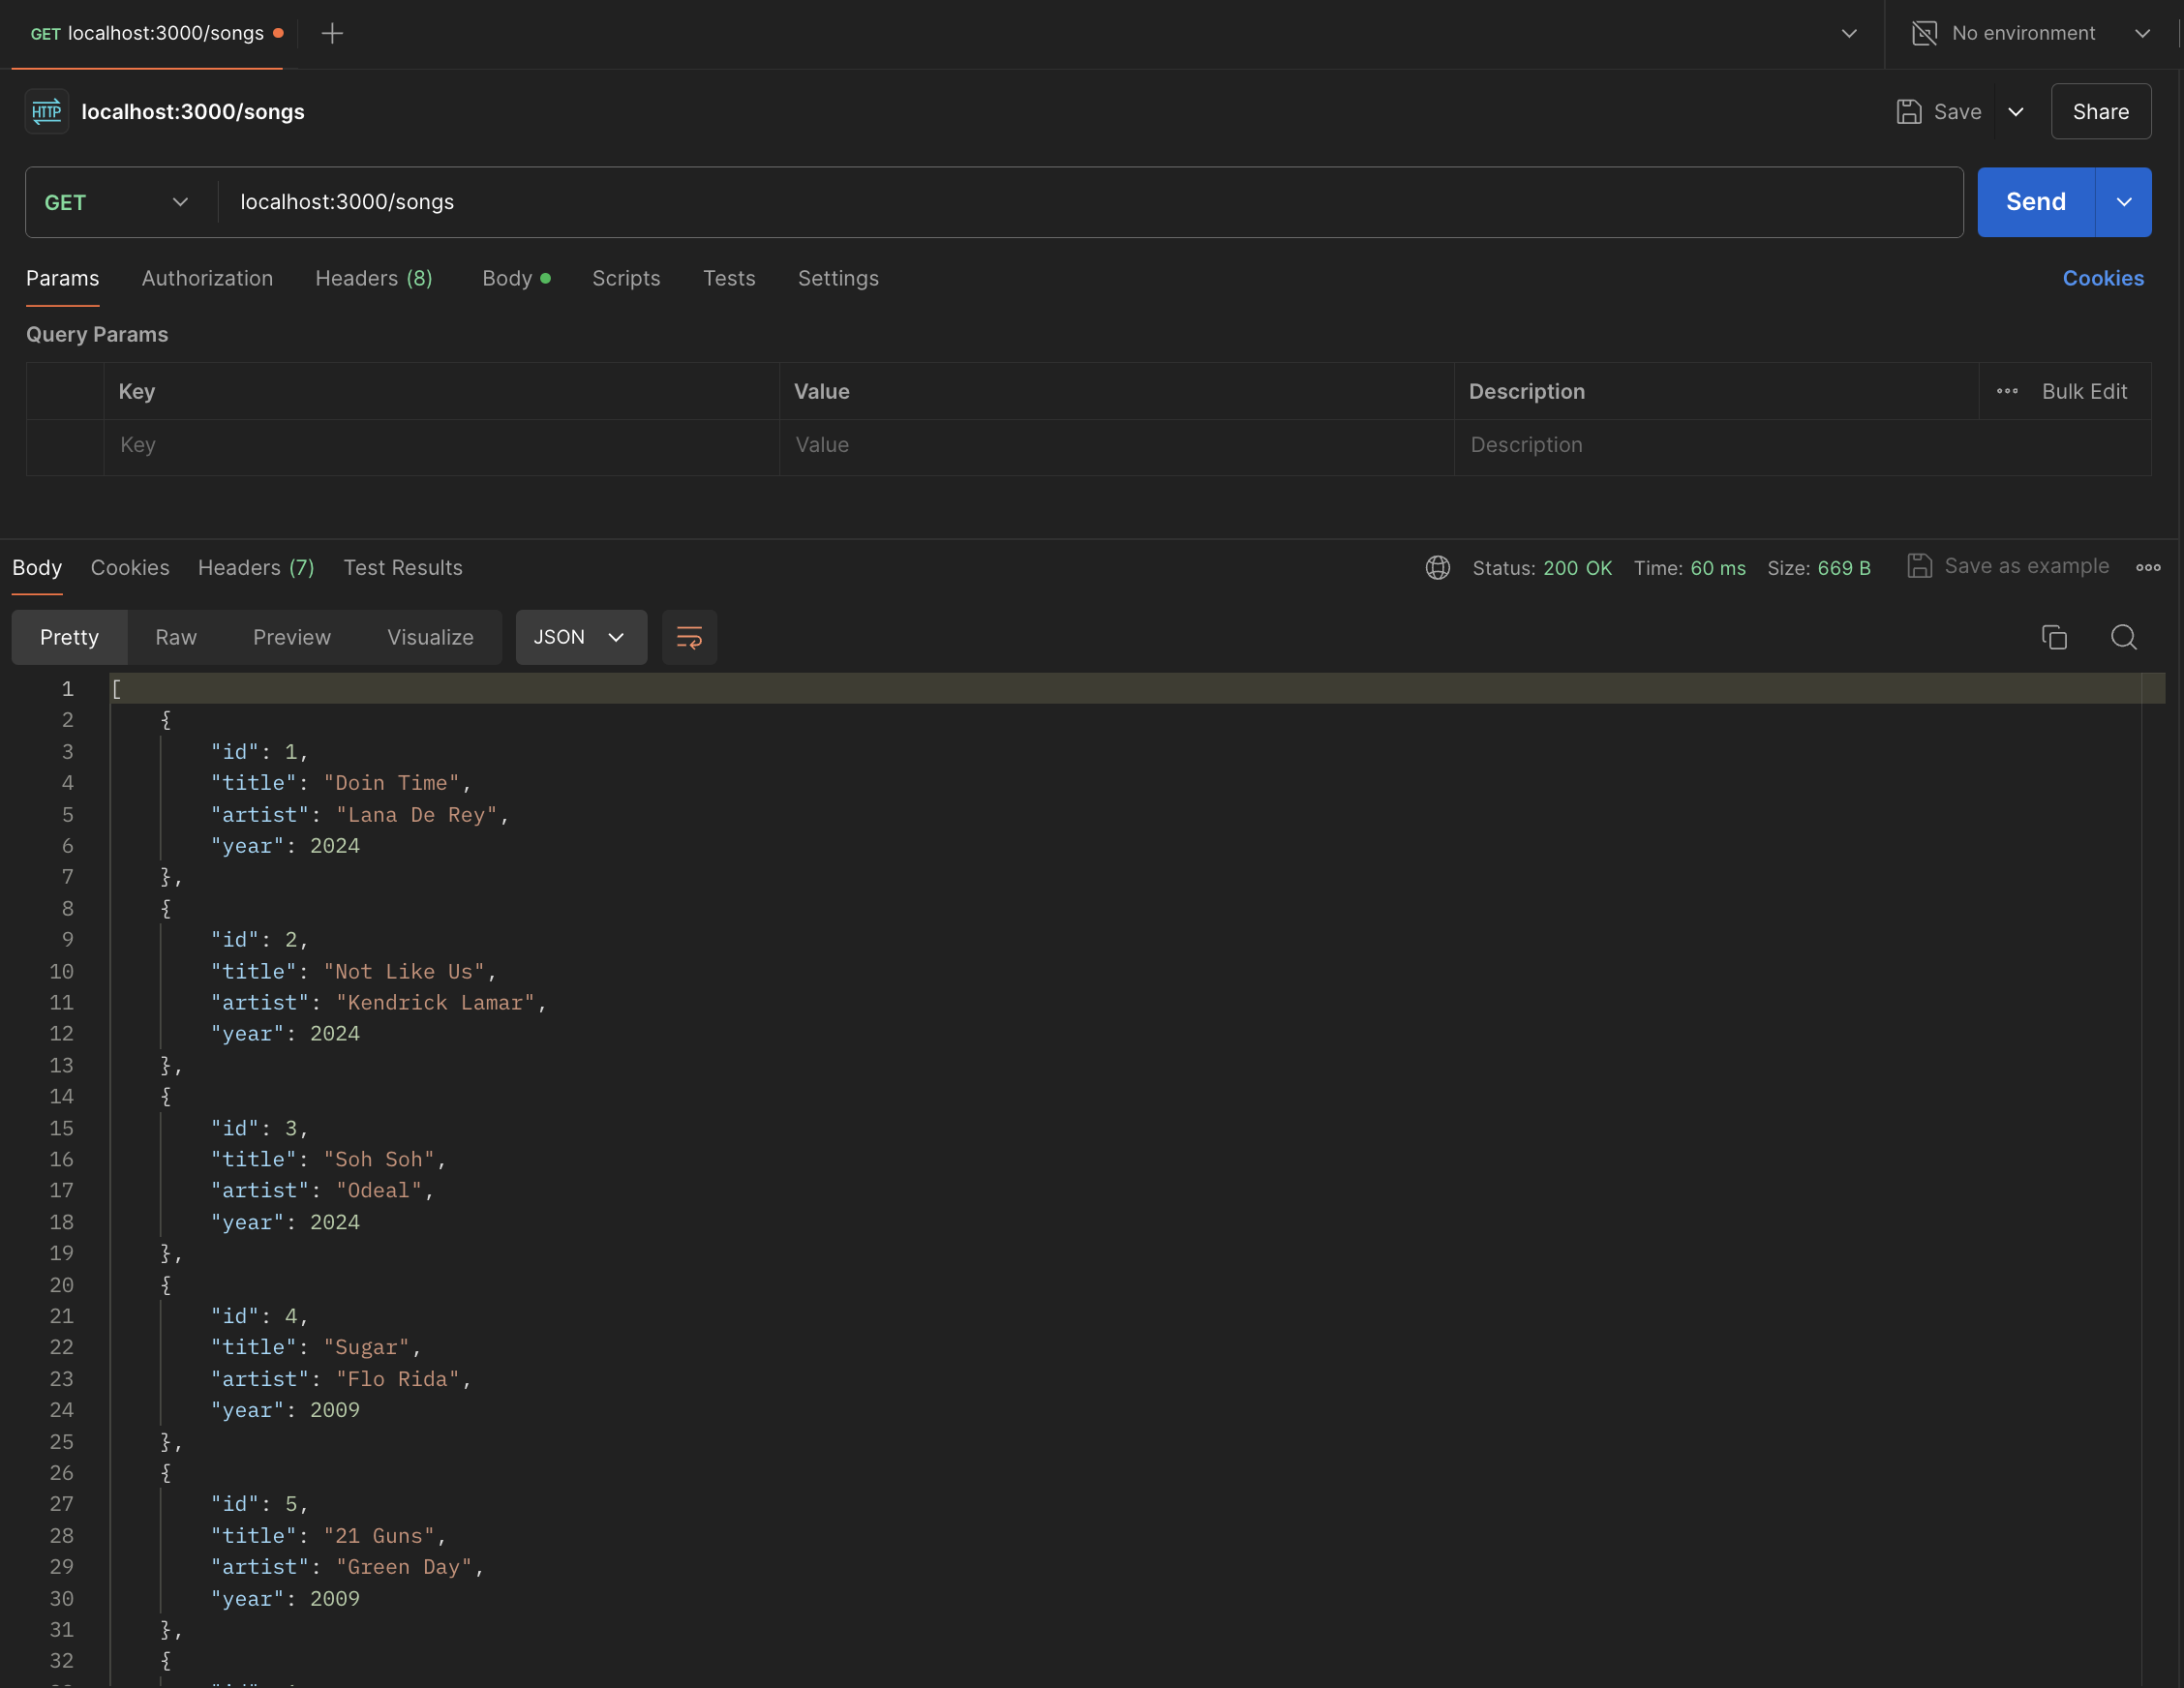 GET localhost:3000/songs
No environment
HTTP localhost:3000/songs
Save
Share
GET
localhost:3000/songs
Send
Params
Authorization
Headers (8)
Body
Scripts
Tests
Settings
Cookies
Query Params
Key
Value
Description
Bulk Edit
Key
Value
Description
Body
Cookies
Headers (7)
Test Results
Status: 200 OK
Time: 60 ms
Size: 669 B
Save as example
Pretty
Raw
Preview
Visualize
JSON
1 [
2 {
3 "id": 1,
4 "title": "Doin Time",
5 "artist": "Lana De Rey",
6 "year": 2024
7 },
8 {
9 "id": 2,
10 "title": "Not Like Us",
11 "artist": "Kendrick Lamar",
12 "year": 2024
13 },
14 {
15 "id": 3,
16 "title": "Soh Soh",
17 "artist": "Odeal",
18 "year": 2024
19 },
20 {
21 "id": 4,
22 "title": "Sugar",
23 "artist": "Flo Rida",
24 "year": 2009
25 },
26 {
27 "id": 5,
28 "title": "21 Guns",
29 "artist": "Green Day",
30 "year": 2009
31 },
32 {